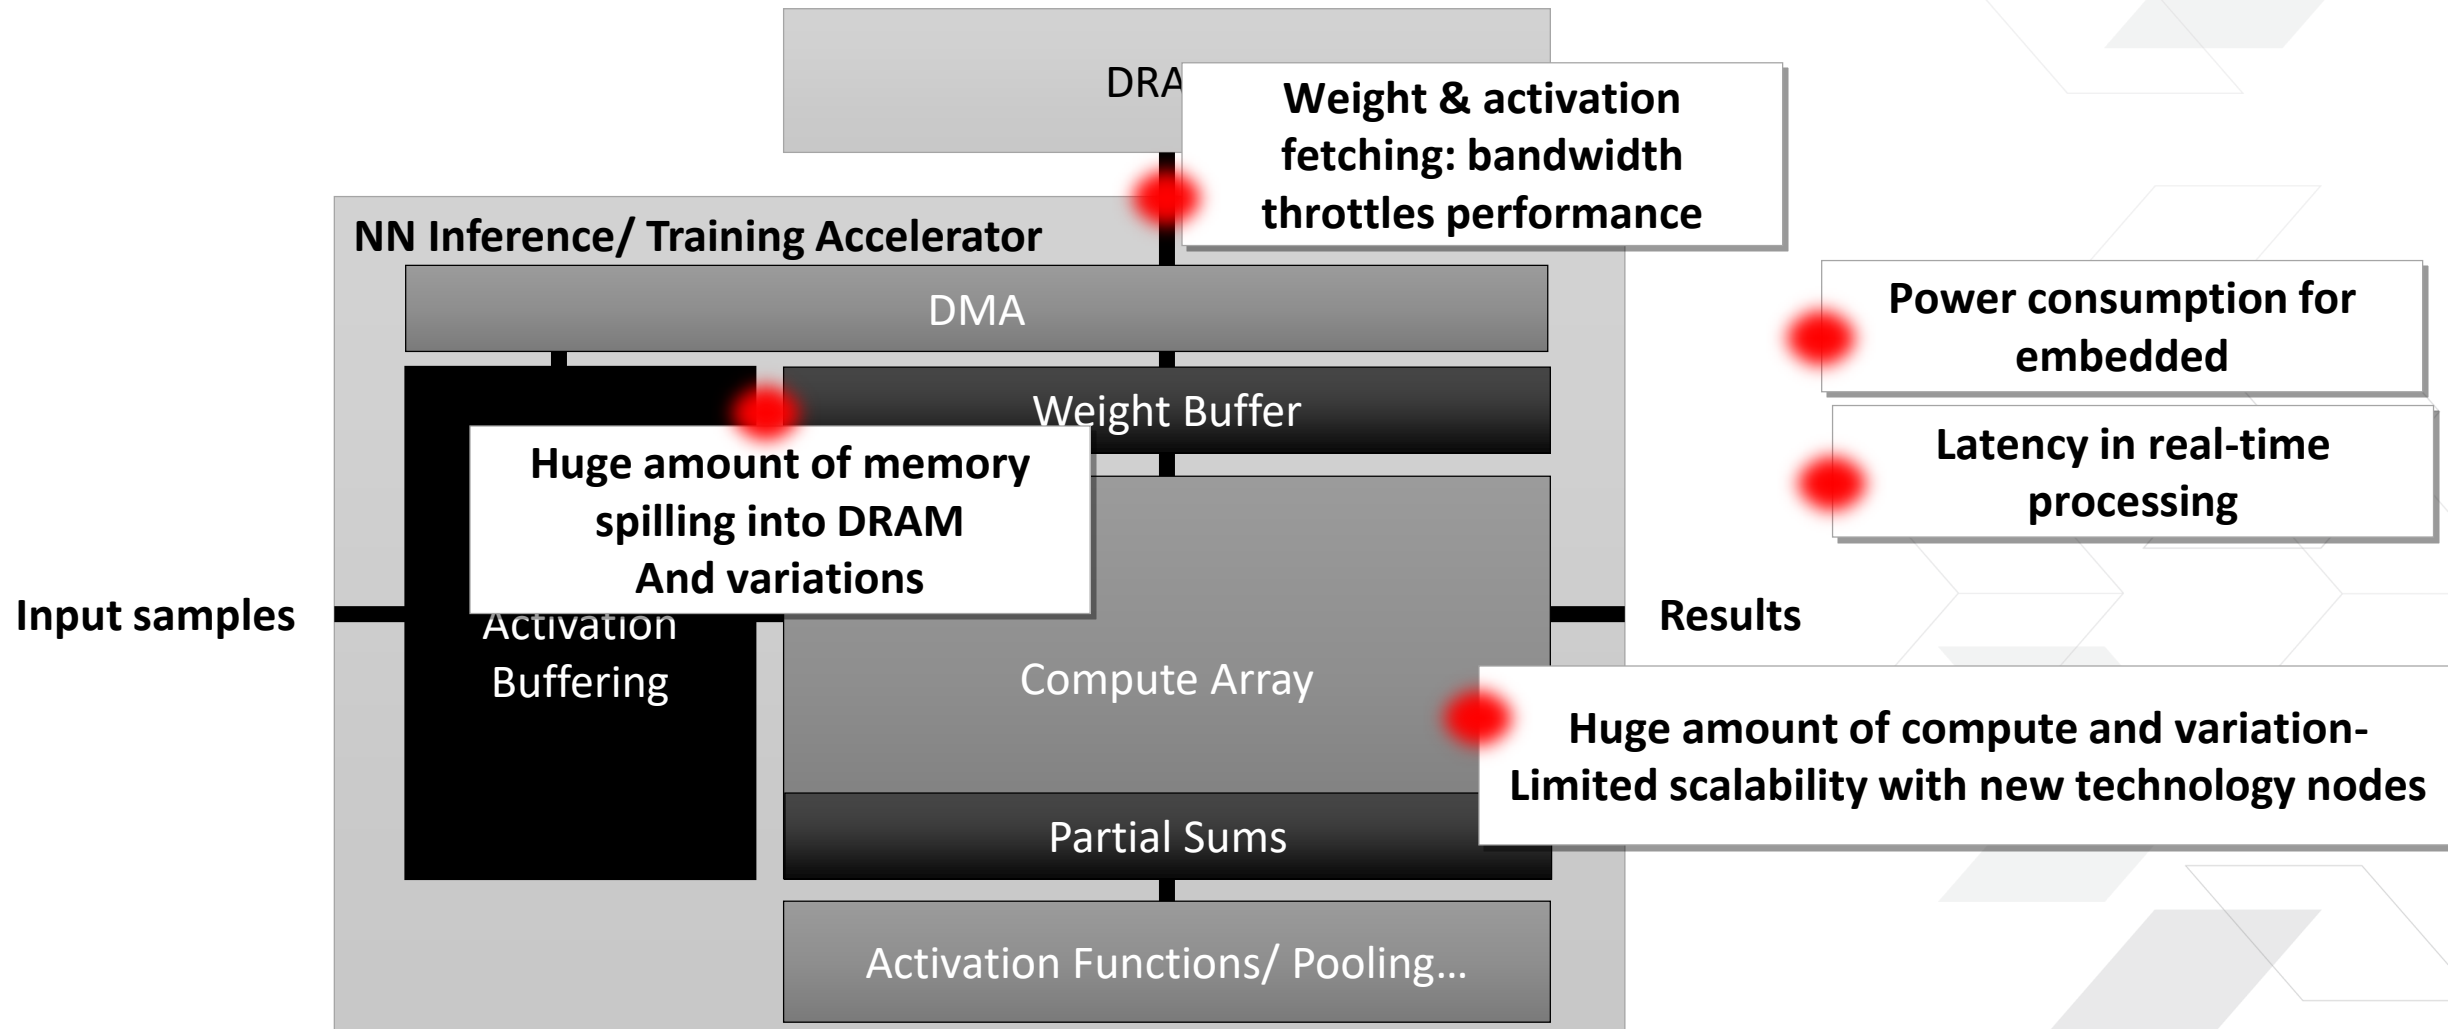 DRA
Weight & activation
fetching: bandwidth
throttles performance
NN Inference/ Training Accelerator
DMA
Power consumption for
embedded
Weight Buffer
Latency in real-time
processing
Huge amount of memory
spilling into DRAM
And variations
Input samples
Activation
Buffering
Results
Compute Array
Huge amount of compute and variation-
Limited scalability with new technology nodes
Partial Sums
Activation Functions/ Pooling...